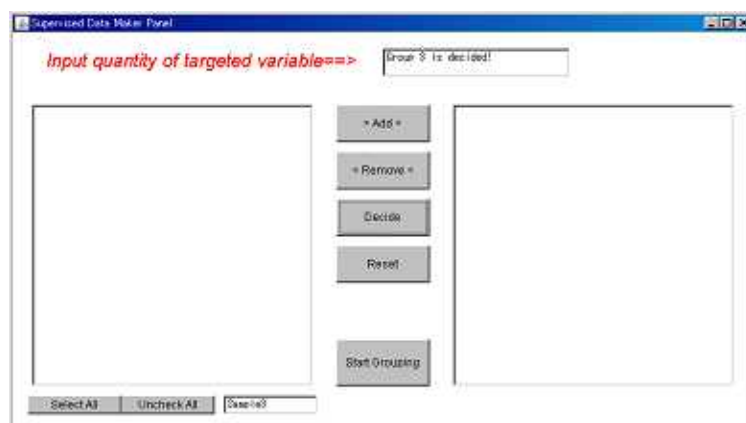 Supervised Data Maker Panel
Input quantity of targeted variable==>
Group 3 is decided!
» Add »
« Remove «
Decide
Reset
Start Grouping
Select All
Uncheck All
Sample3